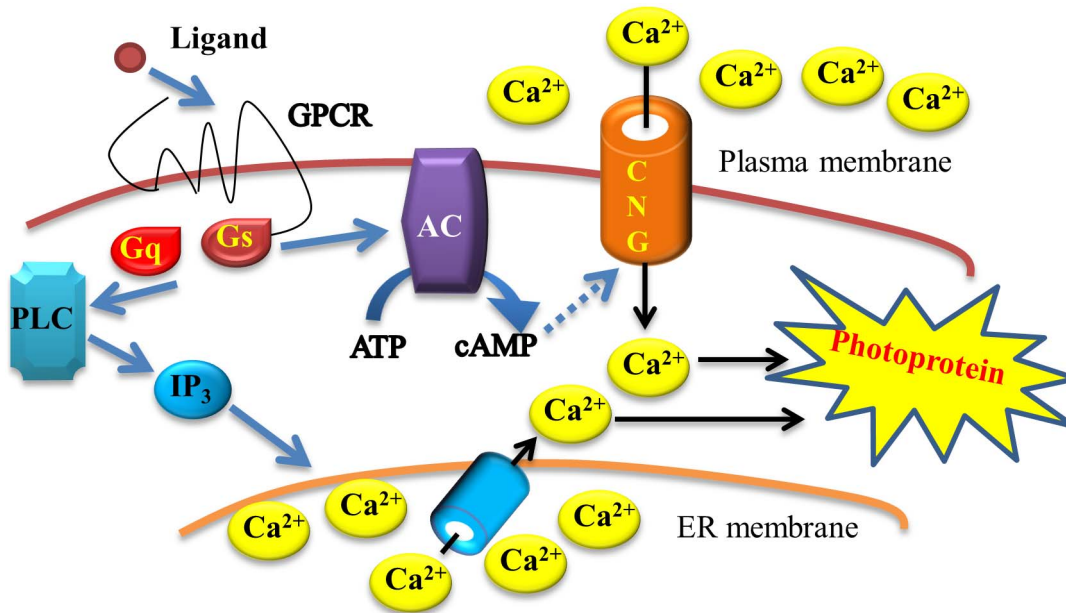 Ligand
Ca²⁺
Ca²⁺
Ca²⁺
Ca²⁺
Ca²⁺
GPCR
Plasma membrane
C
N
G
AC
Gq
Gs
PLC
ATP
cAMP
Photoprotein
Ca²⁺
IP₃
Ca²⁺
Ca²⁺
Ca²⁺
Ca²⁺
ER membrane
Ca²⁺
Ca²⁺